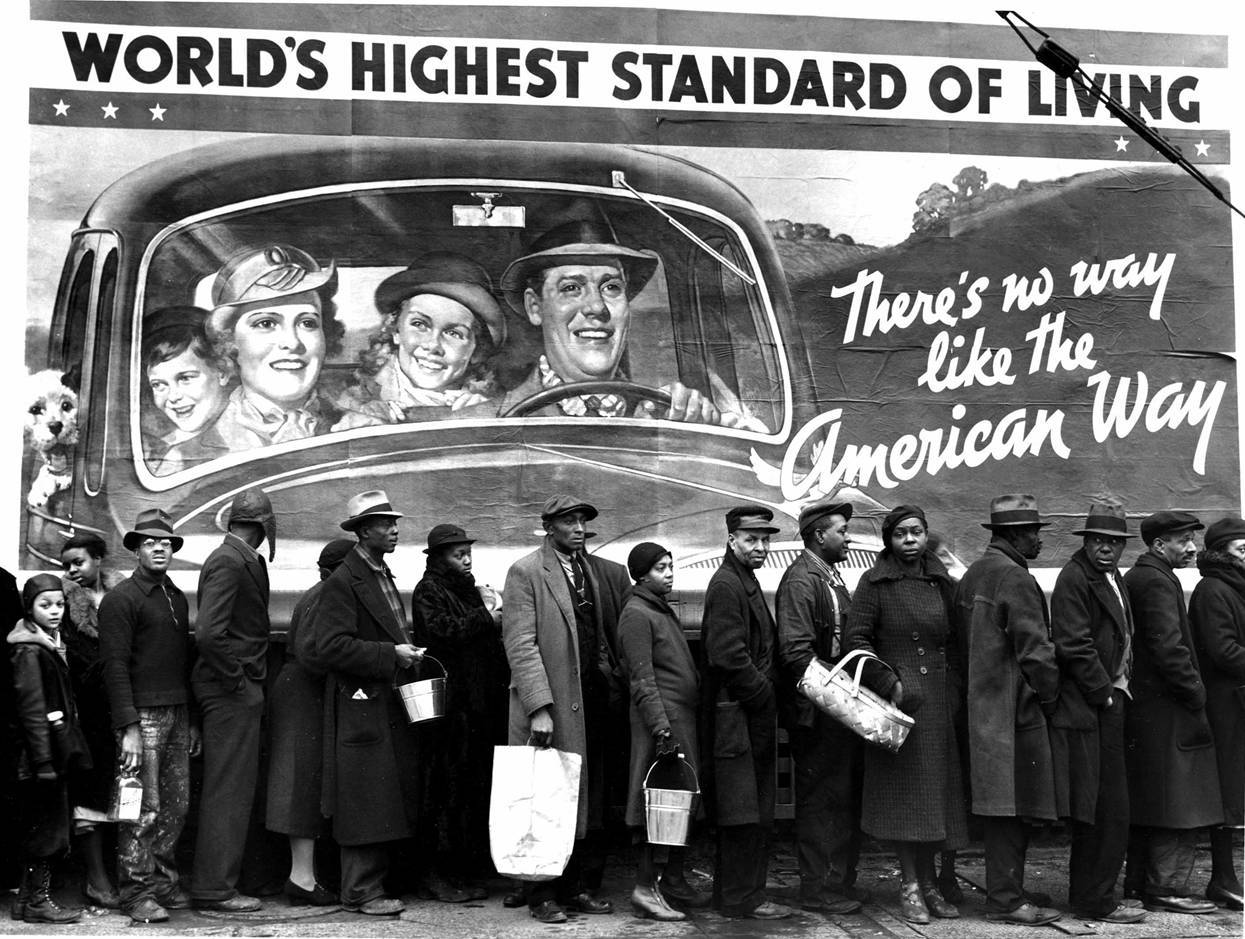 WORLD'S HIGHEST STANDARD OF LIVING
There's no way
like the
American Way